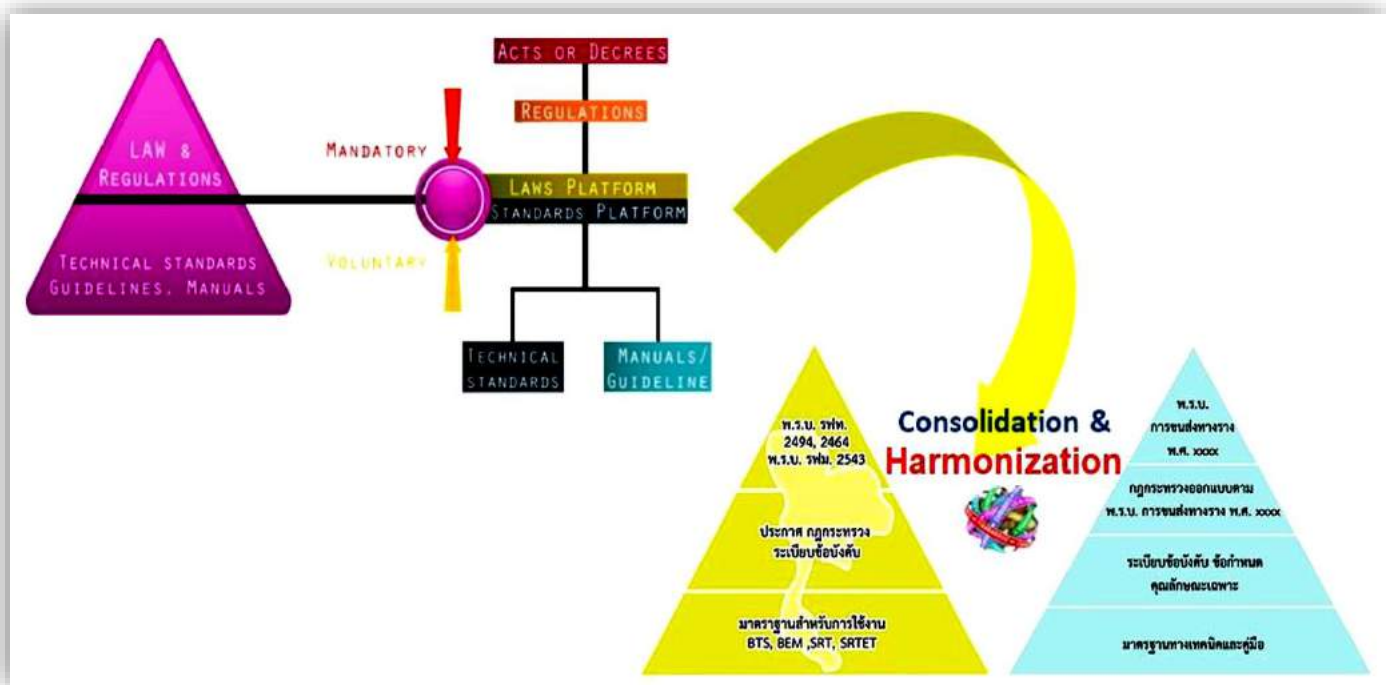 LAW &
REGULATIONS
TECHNICAL STANDARDS
GUIDELINES, MANUALS
MANDATORY
VOLUNTARY
ACTS OR DECREES
REGULATIONS
LAWS PLATFORM
STANDARDS PLATFORM
TECHNICAL
STANDARDS
MANUALS/
GUIDELINE
Consolidation &
Harmonization
พ.ร.บ. รฟท.
2494, 2464
พ.ร.บ. รฟม. 2543
ประกาศ กฎกระทรวง
ระเบียบข้อบังคับ
มาตราฐานสำหรับการใช้งาน
BTS, BEM ,SRT, SRTET
พ.ร.บ.
การขนส่งทางราง
พ.ศ. xxxx
กฎกระทรวงออกแบบตาม
พ.ร.บ. การขนส่งทางราง พ.ศ. xxxx
ระเบียบข้อบังคับ ข้อกำหนด
คุณลักษณะเฉพาะ
มาตรฐานทางเทคนิคและคู่มือ